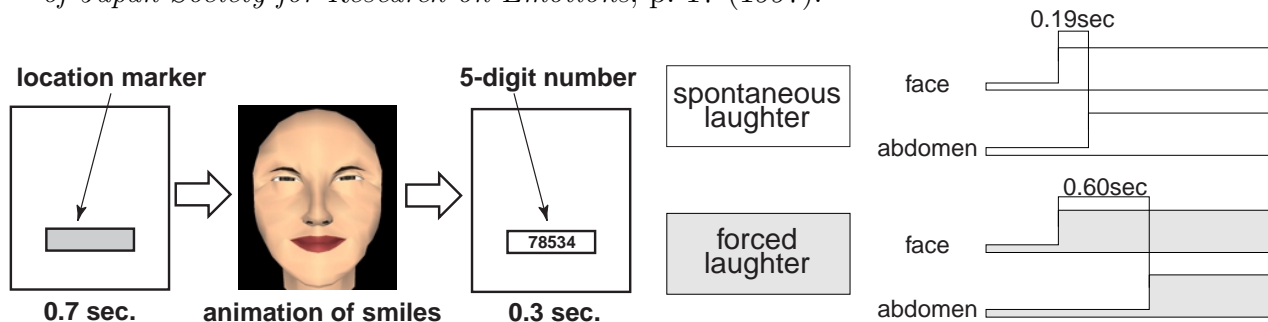 of Japan Society for Research on Emotions, p. 17 (1997).
location marker
5-digit number
78534
0.7 sec.
animation of smiles
0.3 sec.
spontaneous
laughter
forced
laughter
0.19sec
face
abdomen
0.60sec
face
abdomen